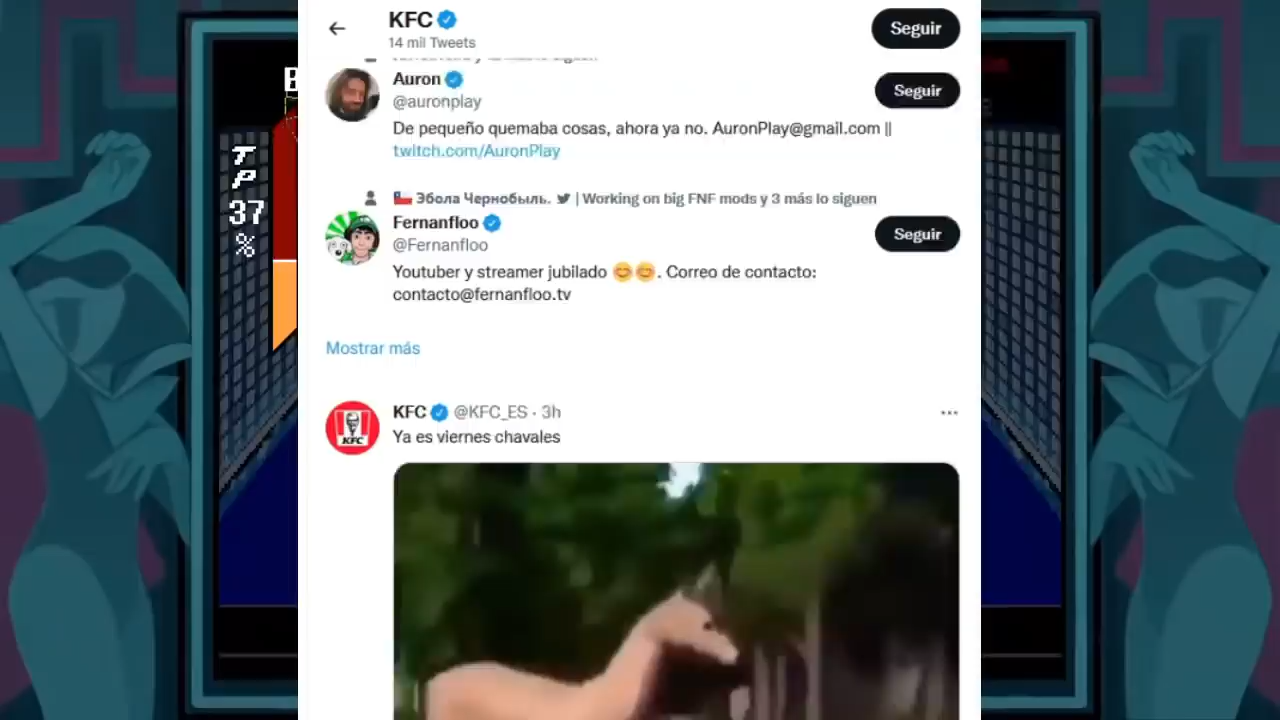 KFC
Seguir
14 mil Tweets
Auron
Seguir
@auronplay
De pequeño quemaba cosas, ahora ya no. AuronPlay@gmail.com ||
twitch.com/AuronPlay
Эбола Чернобыль. | Working on big FNF mods y 3 más lo siguen
Fernanfloo
Seguir
@Fernanfloo
Youtuber y streamer jubilado 😊😊. Correo de contacto:
contacto@fernanfloo.tv
Mostrar más
KFC @KFC_ES · 3h
Ya es viernes chavales
KFC
TP
37
%